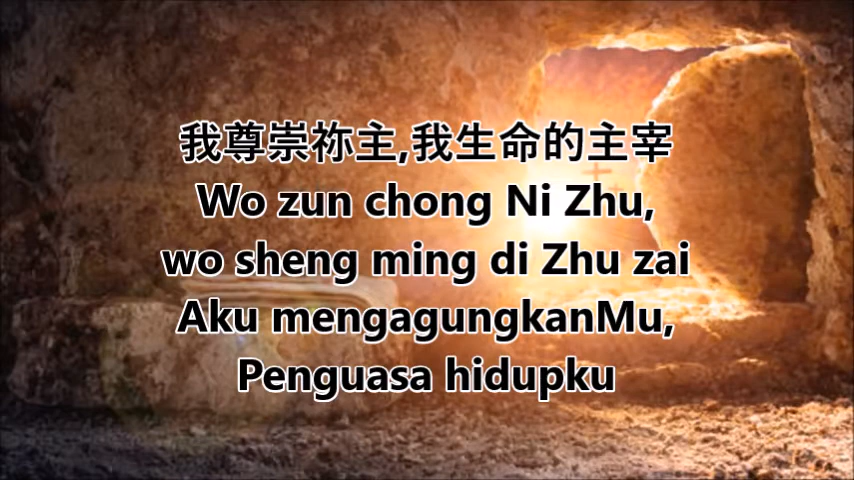 我尊崇祢主,我生命的主宰
Wo zun chong Ni Zhu,
wo sheng ming di Zhu zai
Aku mengagungkanMu,
Penguasa hidupku